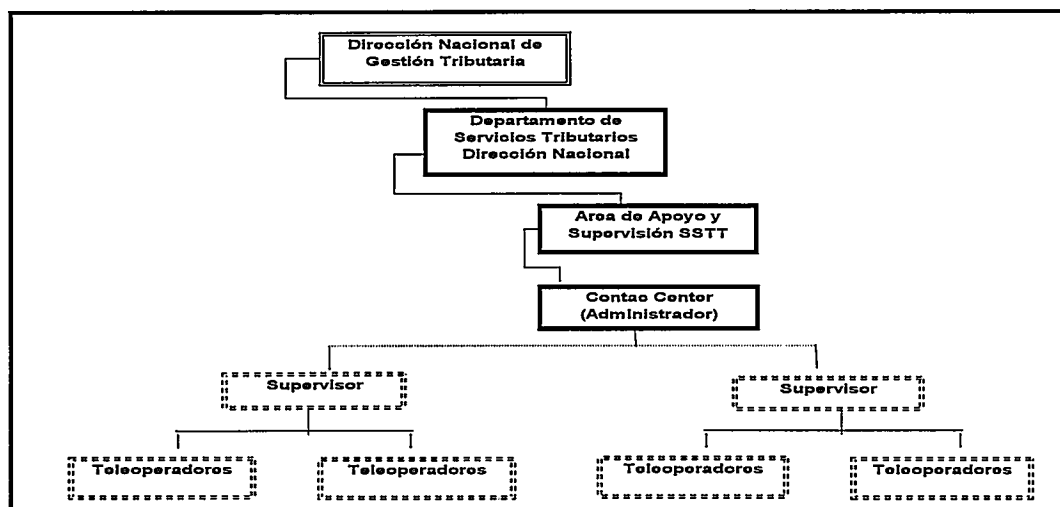 Dirección Nacional de
Gestión Tributaria
Departamento de
Servicios Tributarios
Dirección Nacional
Area de Apoyo y
Supervisión SSTT
Contac Center
(Administrador)
Supervisor
Supervisor
Teleoperadores
Teleoperadores
Teleoperadores
Teleoperadores